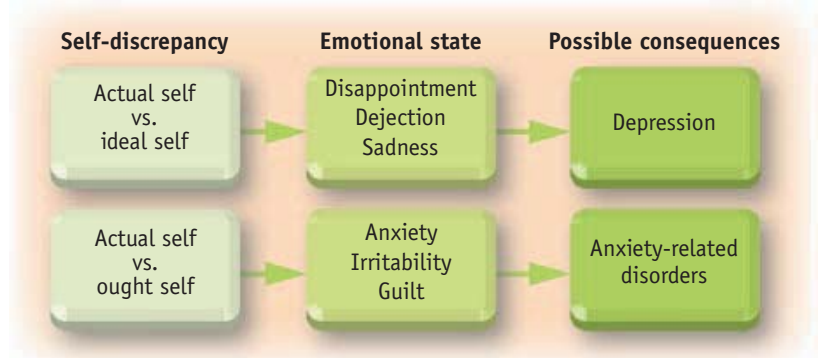 Self-discrepancy
Emotional state
Possible consequences
Actual self
vs.
ideal self
Disappointment
Dejection
Sadness
Depression
Actual self
vs.
ought self
Anxiety
Irritability
Guilt
Anxiety-related
disorders